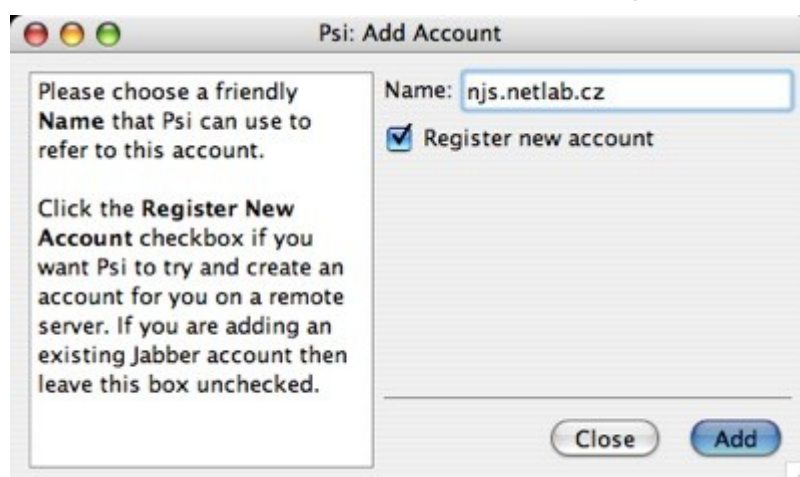 Psi: Add Account
Please choose a friendly
Name that Psi can use to
refer to this account.
Click the Register New
Account checkbox if you
want Psi to try and create an
account for you on a remote
server. If you are adding an
existing Jabber account then
leave this box unchecked.
Name: njs.netlab.cz
Register new account
Close Add